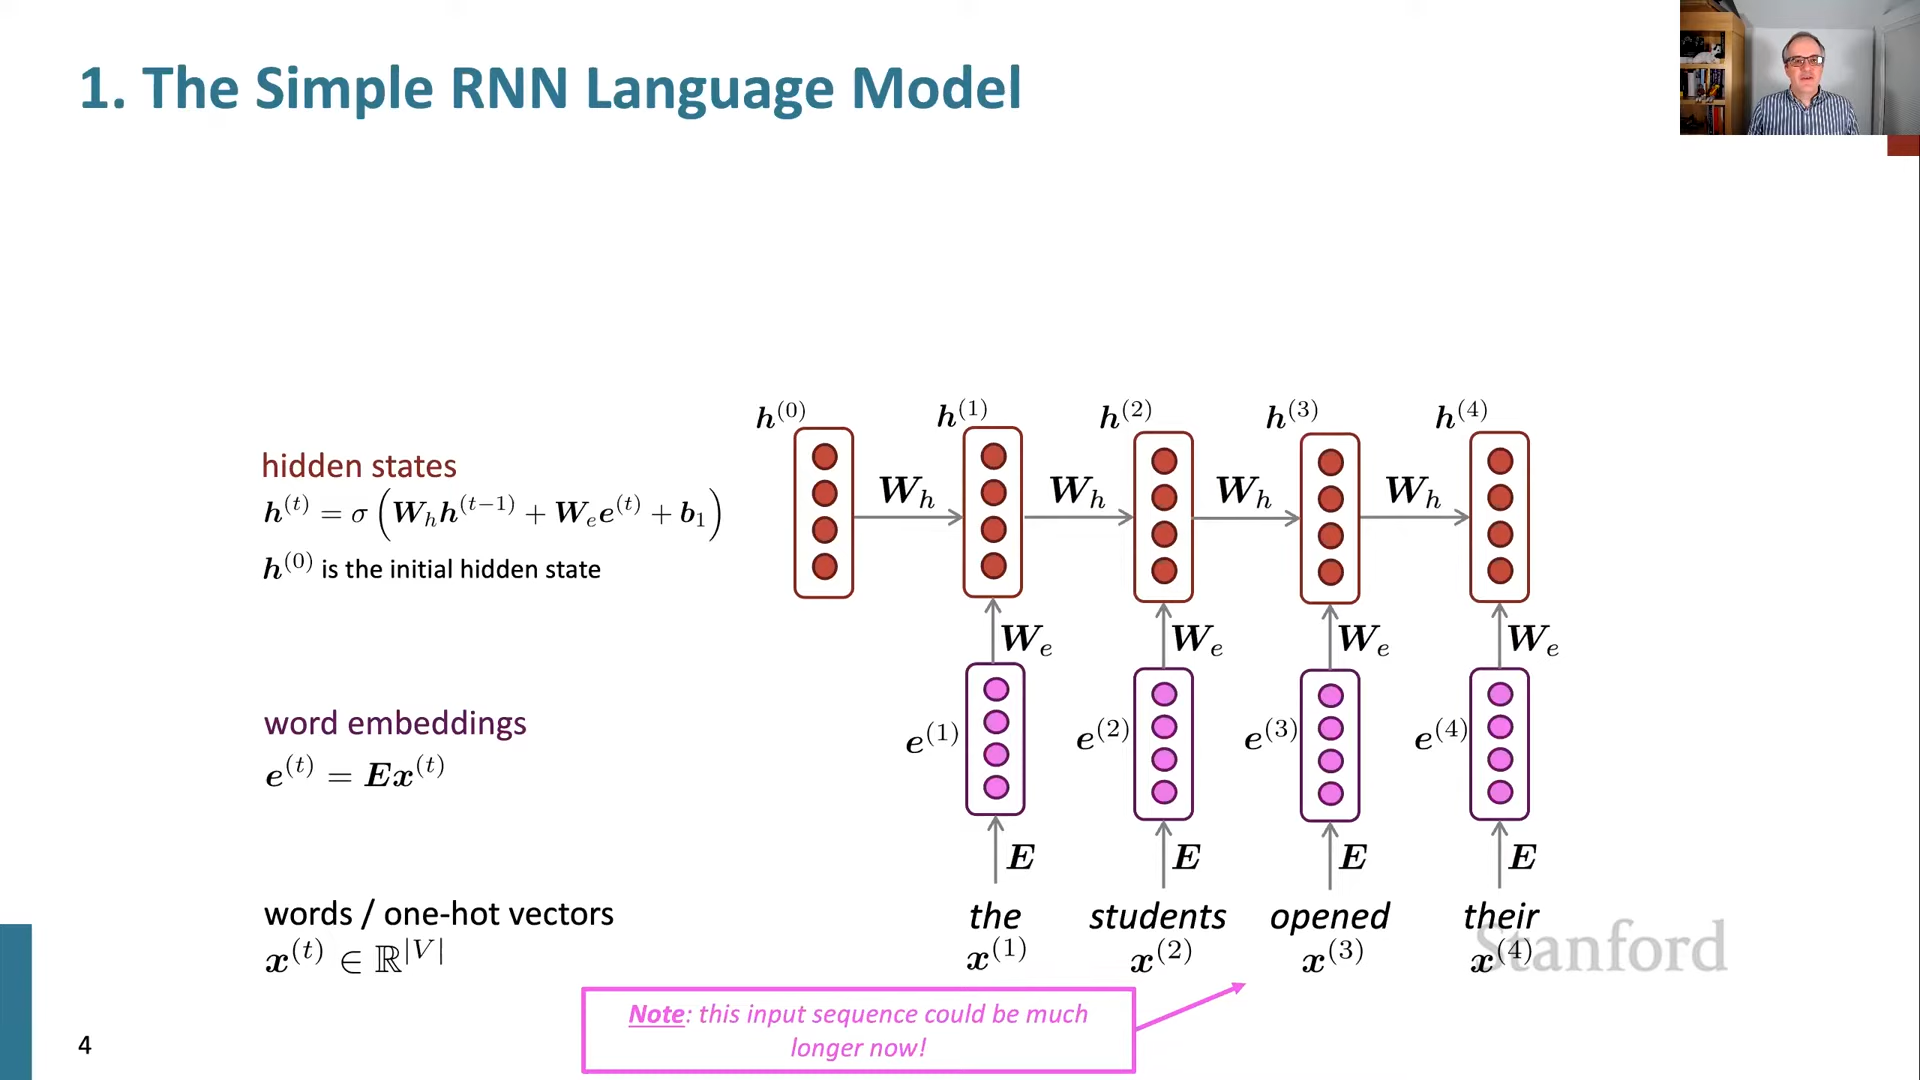 1. The Simple RNN Language Model
h^(0) h^(1) h^(2) h^(3) h^(4)
hidden states
h^(t) = σ(W_h h^(t−1) + W_e e^(t) + b_1)
W_h W_h W_h W_h
h^(0) is the initial hidden state
W_e W_e W_e W_e
word embeddings
e^(1) e^(2) e^(3) e^(4)
e^(t) = Ex^(t)
E E E E
words / one-hot vectors
the students opened their
x^(t) ∈ ℝ^|V|
x^(1) x^(2) x^(3) x^(4)
Stanford
Note: this input sequence could be much
longer now!
4